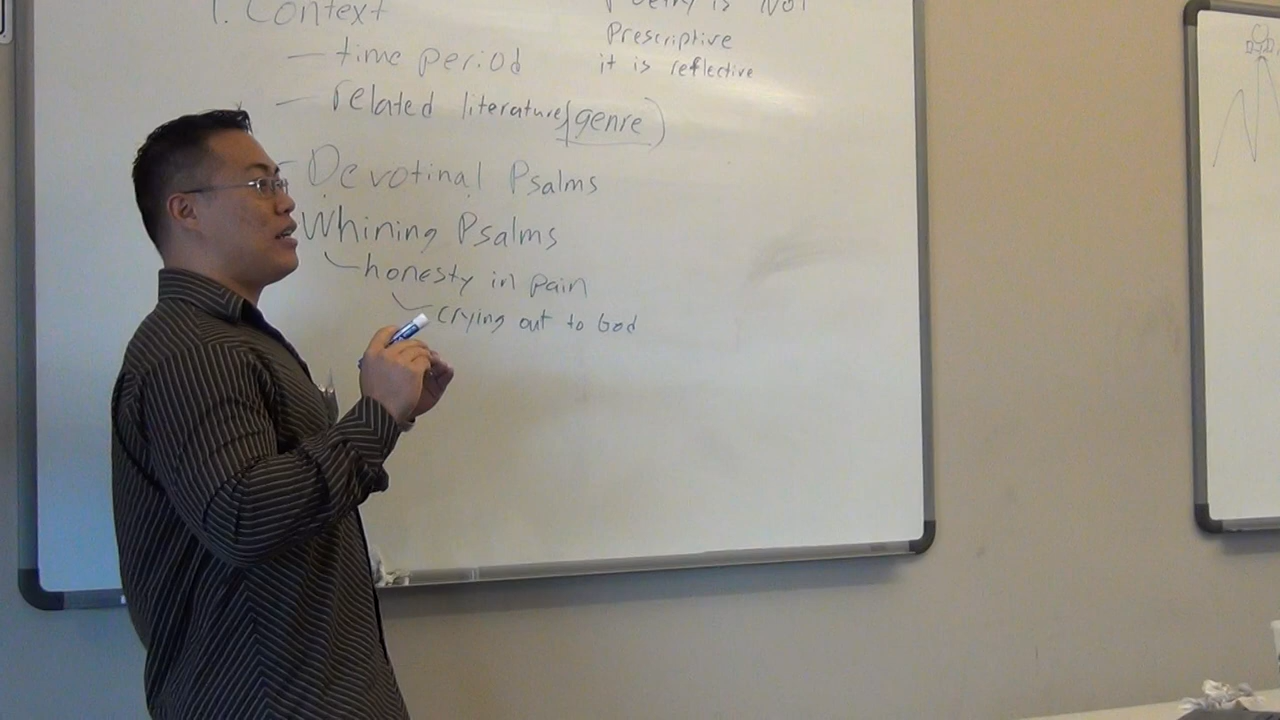 1. Context
– time period
– related literature (genre)
– Devotinal Psalms
Whining Psalms
honesty in pain
crying out to God
Poetry is Not
Prescriptive
it is reflective